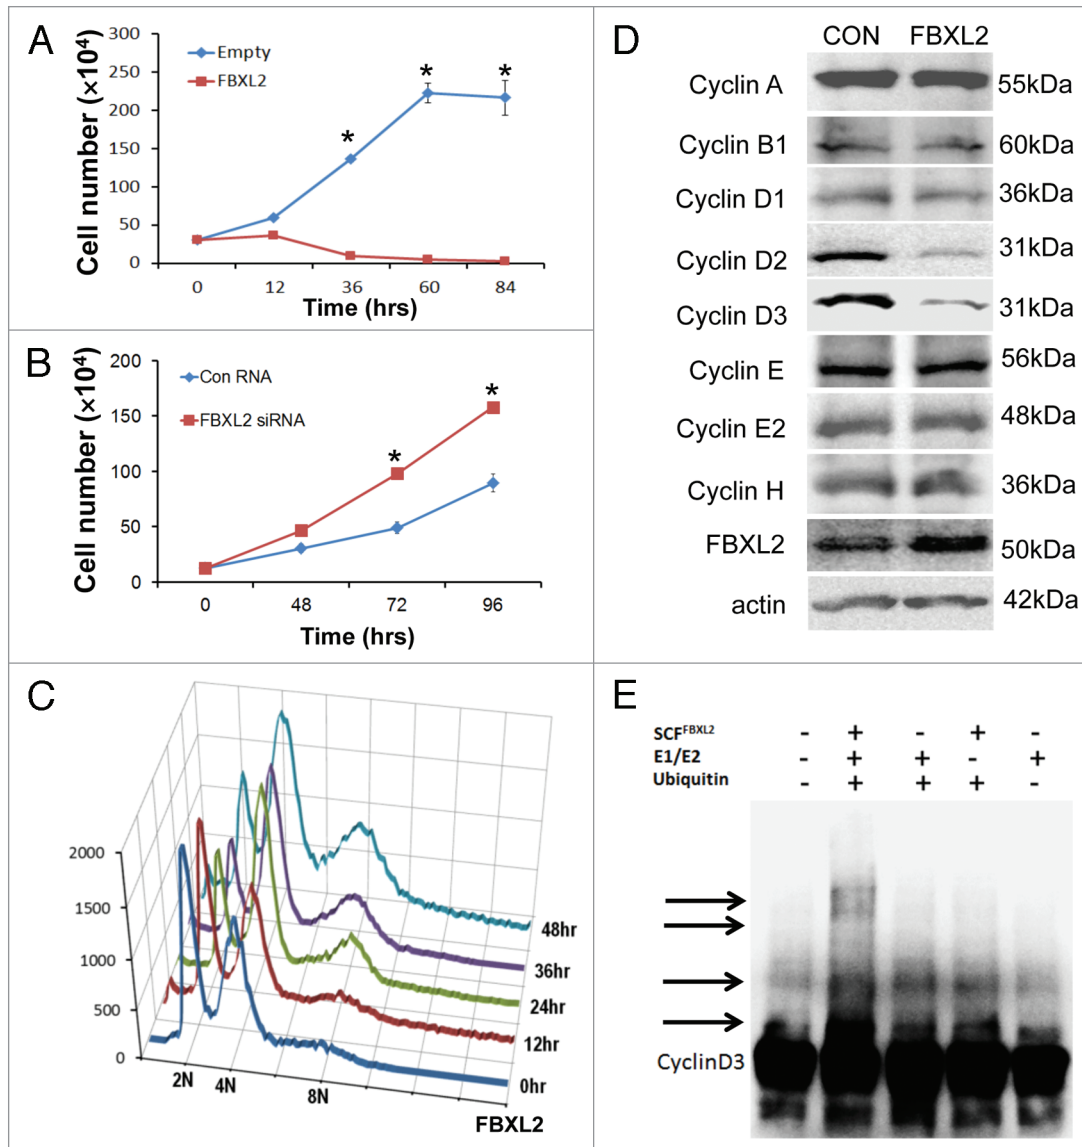 A
Cell number (×10⁴)
300
250
200
150
100
50
0
Empty
FBXL2
*
*
*
0 12 36 60 84
Time (hrs)
B
Cell number (×10⁴)
200
150
100
50
0
Con RNA
FBXL2 siRNA
*
*
0 48 72 96
Time (hrs)
C
2000
1500
1000
500
0
2N 4N 8N
48hr
36hr
24hr
12hr
0hr
FBXL2
D
CON FBXL2
Cyclin A 55kDa
Cyclin B1 60kDa
Cyclin D1 36kDa
Cyclin D2 31kDa
Cyclin D3 31kDa
Cyclin E 56kDa
Cyclin E2 48kDa
Cyclin H 36kDa
FBXL2 50kDa
actin 42kDa
E
SCFᶠᴮˣᴸ² - + - + -
E1/E2 - + + - +
Ubiquitin - + + + -
CyclinD3